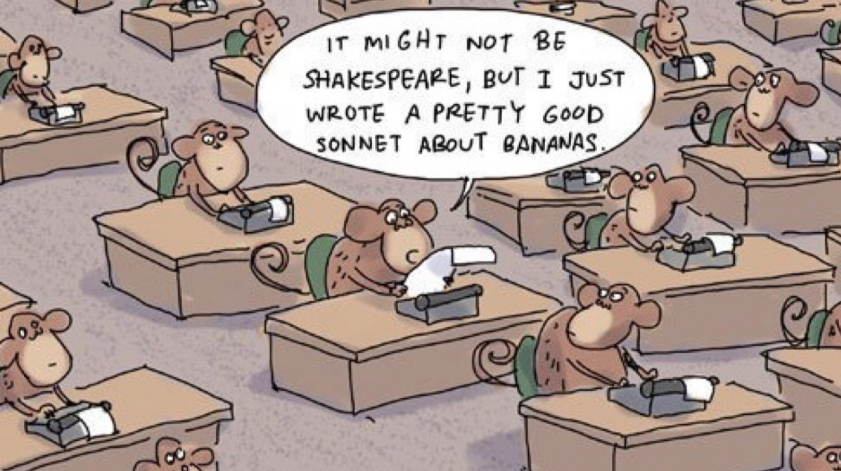 IT MIGHT NOT BE
SHAKESPEARE, BUT I JUST
WROTE A PRETTY GOOD
SONNET ABOUT BANANAS.